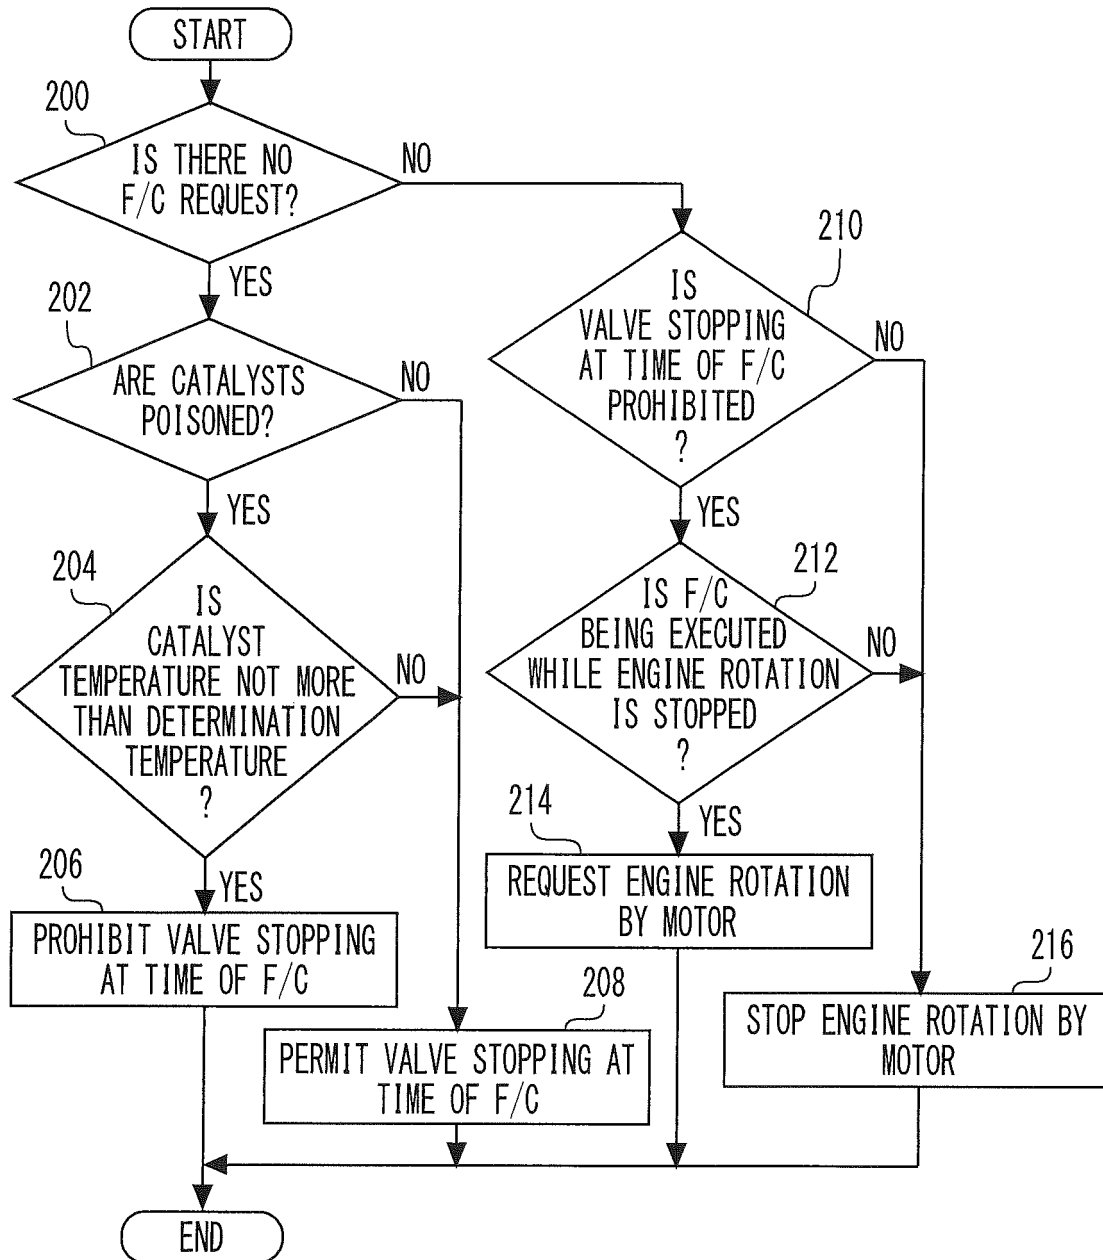 START
200
IS THERE NO
F/C REQUEST?
NO
YES
202
ARE CATALYSTS
POISONED?
NO
YES
204
IS
CATALYST
TEMPERATURE NOT MORE
THAN DETERMINATION
TEMPERATURE
?
NO
YES
206
PROHIBIT VALVE STOPPING
AT TIME OF F/C
208
PERMIT VALVE STOPPING AT
TIME OF F/C
210
IS
VALVE STOPPING
AT TIME OF F/C
PROHIBITED
?
NO
YES
212
IS F/C
BEING EXECUTED
WHILE ENGINE ROTATION
IS STOPPED
?
NO
YES
214
REQUEST ENGINE ROTATION
BY MOTOR
216
STOP ENGINE ROTATION BY
MOTOR
END